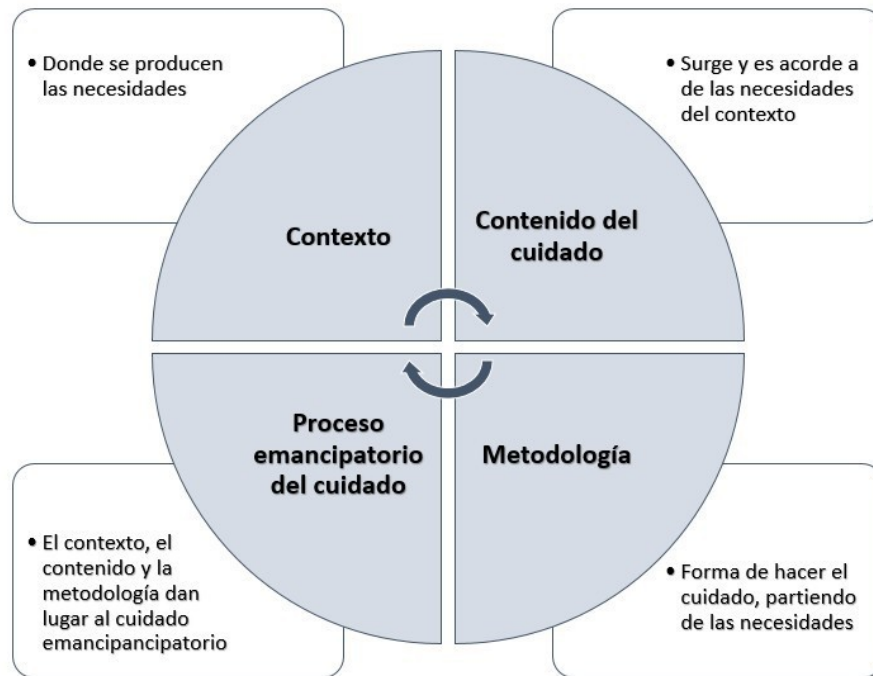 • Donde se producen
las necesidades
• Surge y es acorde a
de las necesidades
del contexto
Contexto
Contenido del
cuidado
Proceso
emancipatorio
del cuidado
Metodología
• El contexto, el
contenido y la
metodología dan
lugar al cuidado
emancipancipatorio
• Forma de hacer el
cuidado, partiendo
de las necesidades